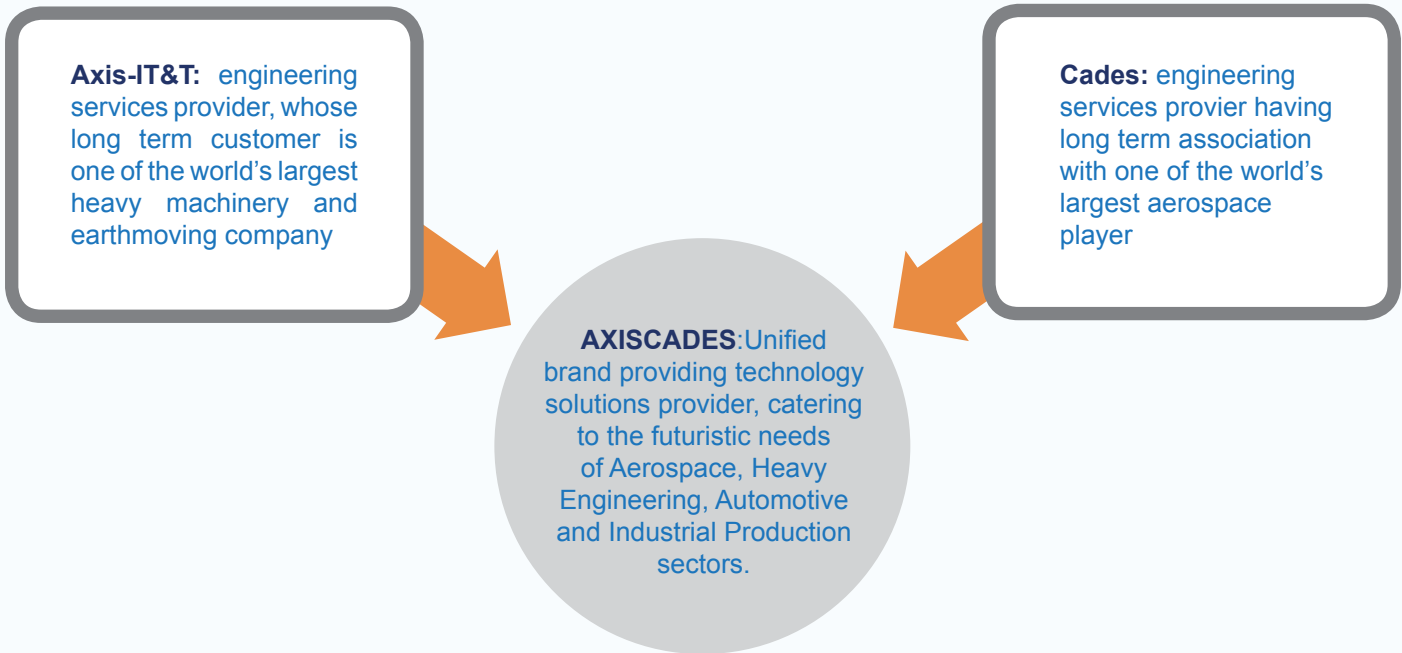 Axis-IT&T: engineering
services provider, whose
long term customer is
one of the world's largest
heavy machinery and
earthmoving company
Cades: engineering
services provier having
long term association
with one of the world's
largest aerospace
player
AXISCADES:Unified
brand providing technology
solutions provider, catering
to the futuristic needs
of Aerospace, Heavy
Engineering, Automotive
and Industrial Production
sectors.